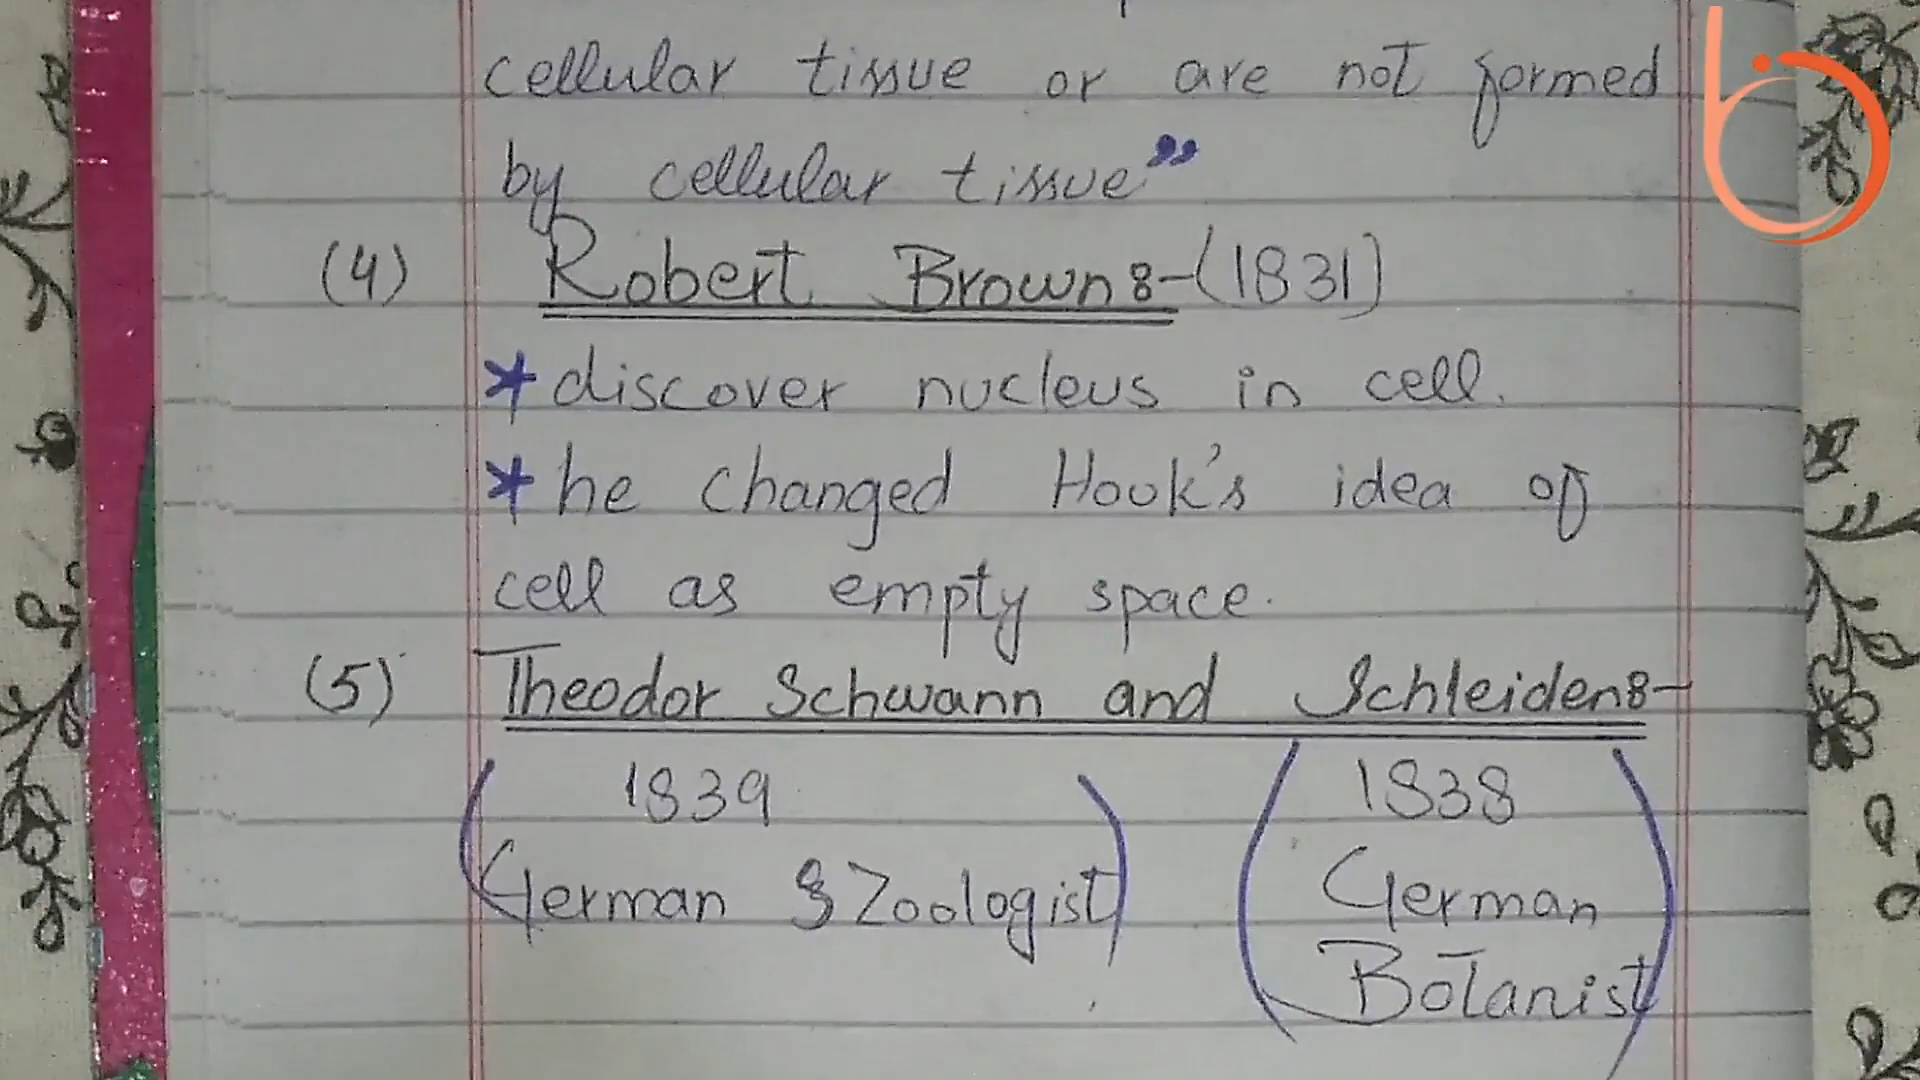 cellular tissue or are not formed
by cellular tissue”
(4) Robert Brown:-(1831)
* discover nucleus in cell.
* he changed Hook's idea of
cell as empty space.
(5) Theodor Schwann and Schleiden:-
(1839 (1838
German Zoologist) German
Botanist)